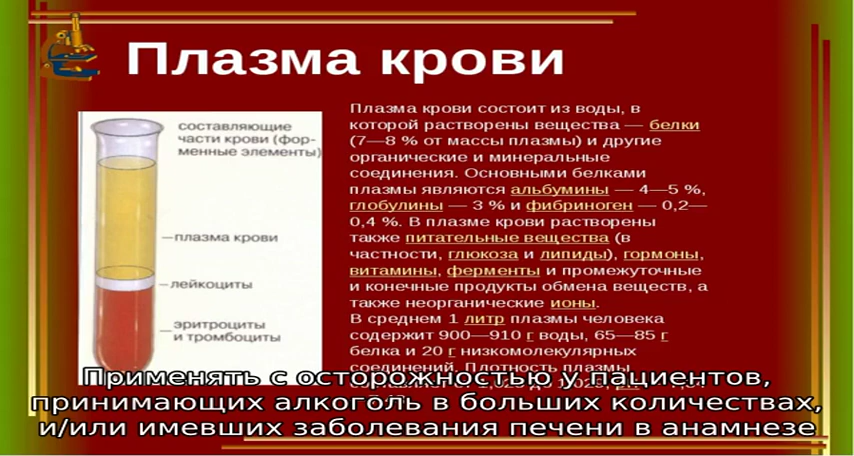 Плазма крови
составляющие
части крови (фор-
менные элементы)
плазма крови
лейкоциты
эритроциты
и тромбоциты
Плазма крови состоит из воды, в
которой растворены вещества — белки
(7—8 % от массы плазмы) и другие
органические и минеральные
соединения. Основными белками
плазмы являются альбумины — 4—5 %,
глобулины — 3 % и фибриноген — 0,2—
0,4 %. В плазме крови растворены
также питательные вещества (в
частности, глюкоза и липиды), гормоны,
витамины, ферменты и промежуточные
и конечные продукты обмена веществ, а
также неорганические ионы.
В среднем 1 литр плазмы человека
содержит 900—910 г воды, 65—85 г
белка и 20 г низкомолекулярных
соединений. Плотность плазмы
Применять с осторожностью у пациентов,
принимающих алкоголь в больших количествах,
и/или имевших заболевания печени в анамнезе